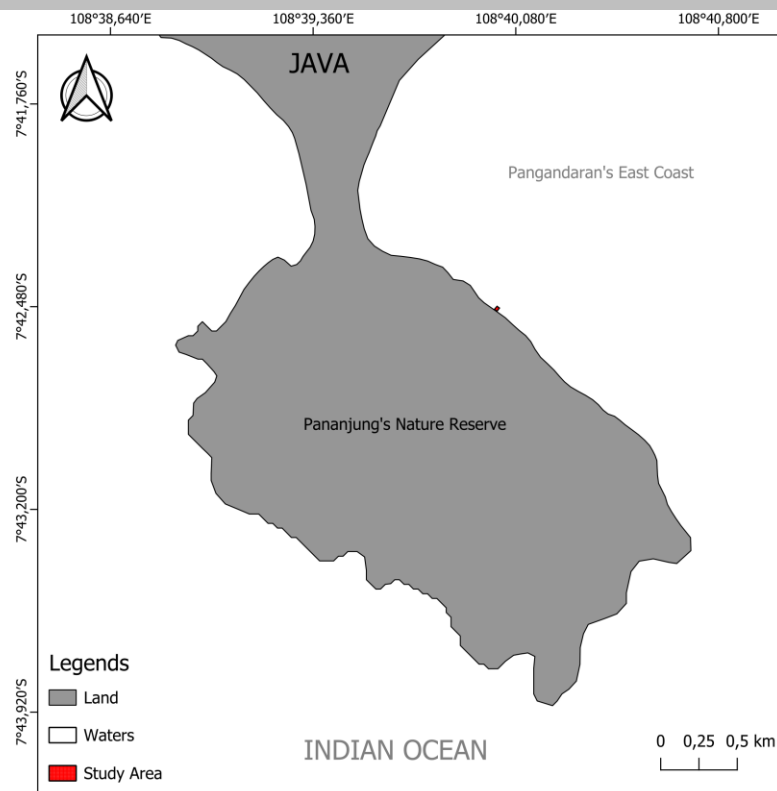 108°38,640'E
108°39,360'E
108°40,080'E
108°40,800'E
JAVA
7°41,760'S
Pangandaran's East Coast
7°42,480'S
Pananjung's Nature Reserve
7°43,200'S
7°43,920'S
Legends
Land
Waters
Study Area
INDIAN OCEAN
0 0,25 0,5 km